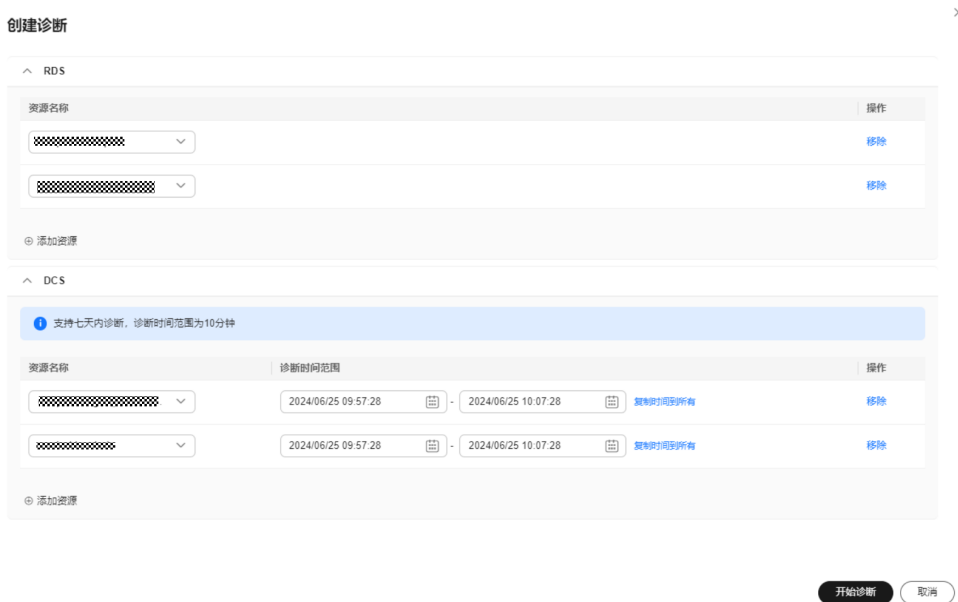 创建诊断
RDS
资源名称 操作
移除
移除
添加资源
DCS
支持七天内诊断，诊断时间范围为10分钟
资源名称 诊断时间范围 操作
2024/06/25 09:57:28 - 2024/06/25 10:07:28 复制时间到所有 移除
2024/06/25 09:57:28 - 2024/06/25 10:07:28 复制时间到所有 移除
添加资源
开始诊断 取消